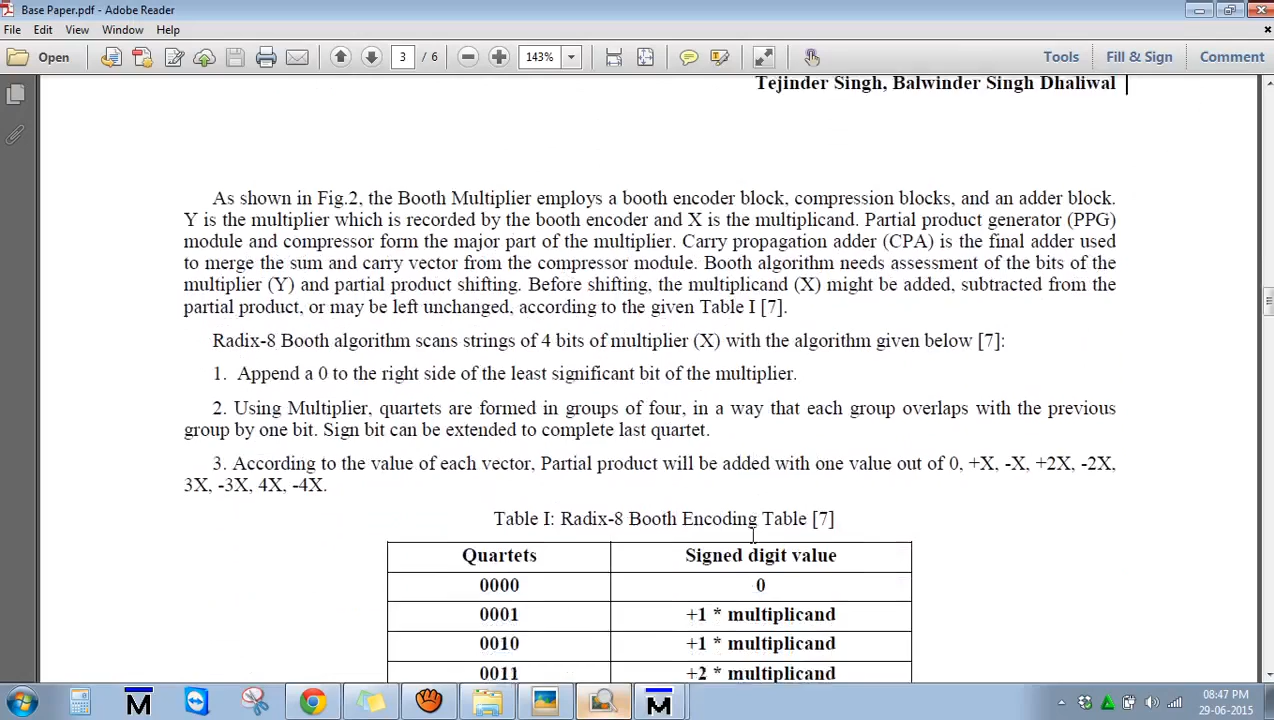 Base Paper.pdf - Adobe Reader
File Edit View Window Help
Open 3 / 6 143% Tools Fill & Sign Comment
Tejinder Singh, Balwinder Singh Dhaliwal
As shown in Fig.2, the Booth Multiplier employs a booth encoder block, compression blocks, and an adder block.
Y is the multiplier which is recorded by the booth encoder and X is the multiplicand. Partial product generator (PPG)
module and compressor form the major part of the multiplier. Carry propagation adder (CPA) is the final adder used
to merge the sum and carry vector from the compressor module. Booth algorithm needs assessment of the bits of the
multiplier (Y) and partial product shifting. Before shifting, the multiplicand (X) might be added, subtracted from the
partial product, or may be left unchanged, according to the given Table I [7].
Radix-8 Booth algorithm scans strings of 4 bits of multiplier (X) with the algorithm given below [7]:
1. Append a 0 to the right side of the least significant bit of the multiplier.
2. Using Multiplier, quartets are formed in groups of four, in a way that each group overlaps with the previous
group by one bit. Sign bit can be extended to complete last quartet.
3. According to the value of each vector, Partial product will be added with one value out of 0, +X, -X, +2X, -2X,
3X, -3X, 4X, -4X.
Table I: Radix-8 Booth Encoding Table [7]
Quartets Signed digit value
0000 0
0001 +1 * multiplicand
0010 +1 * multiplicand
0011 +2 * multiplicand
08:47 PM
29-06-2015